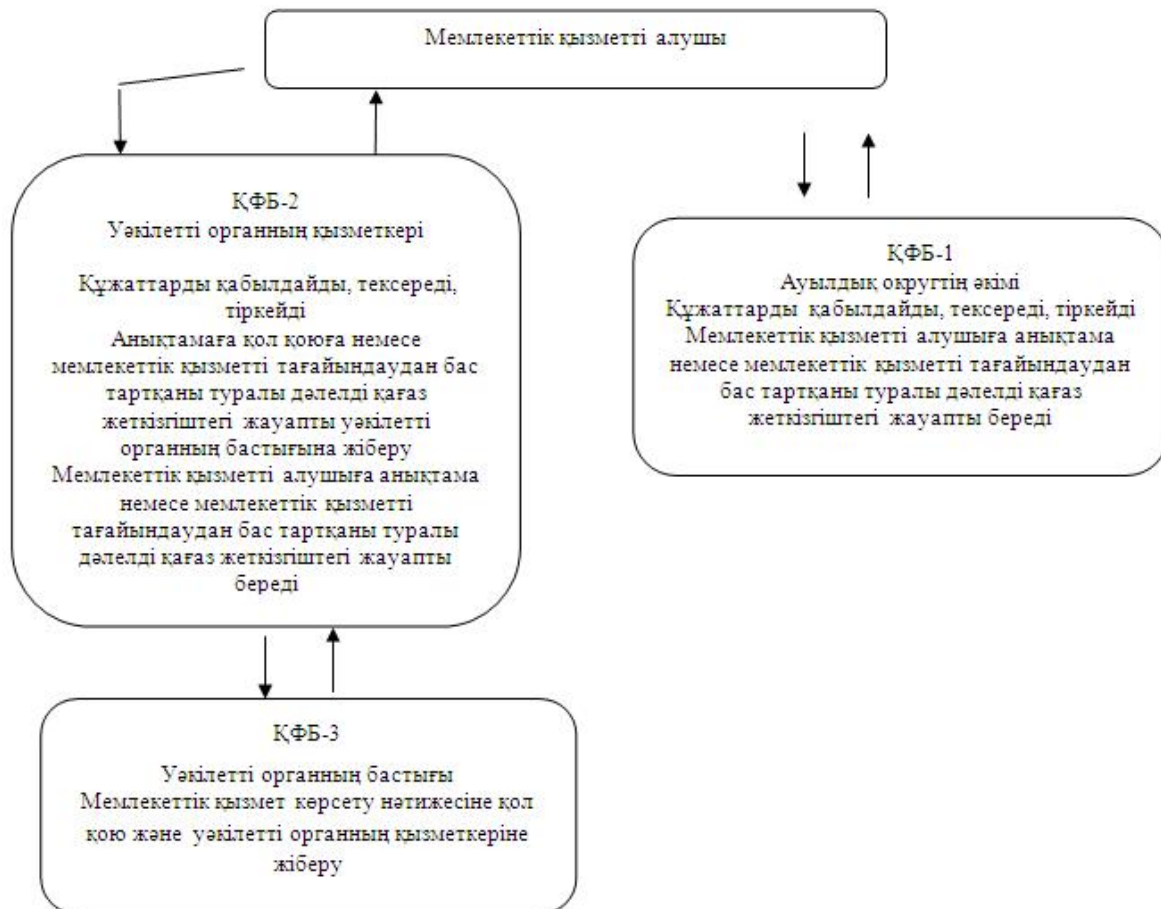 Мемлекеттік қызметті алушы
ҚФБ-2
Уәкілетті органның қызметкері
Құжаттарды қабылдайды, тексереді,
тіркейді
Анықтамаға қол қоюға немесе
мемлекеттік қызметті тағайындаудан бас
тартқаны туралы дәлелді қағаз
жеткізгіштегі жауапты уәкілетті
органның бастығына жіберу
Мемлекеттік қызметті алушыға анықтама
немесе мемлекеттік қызметті
тағайындаудан бас тартқаны туралы
дәлелді қағаз жеткізгіштегі жауапты
береді
ҚФБ-1
Ауылдық округтің әкімі
Құжаттарды қабылдайды, тексереді, тіркейді
Мемлекеттік қызметті алушыға анықтама
немесе мемлекеттік қызметті тағайындаудан
бас тартқаны туралы дәлелді қағаз
жеткізгіштегі жауапты береді
ҚФБ-3
Уәкілетті органның бастығы
Мемлекеттік қызмет көрсету нәтижесіне қол
қою және уәкілетті органның қызметкеріне
жіберу